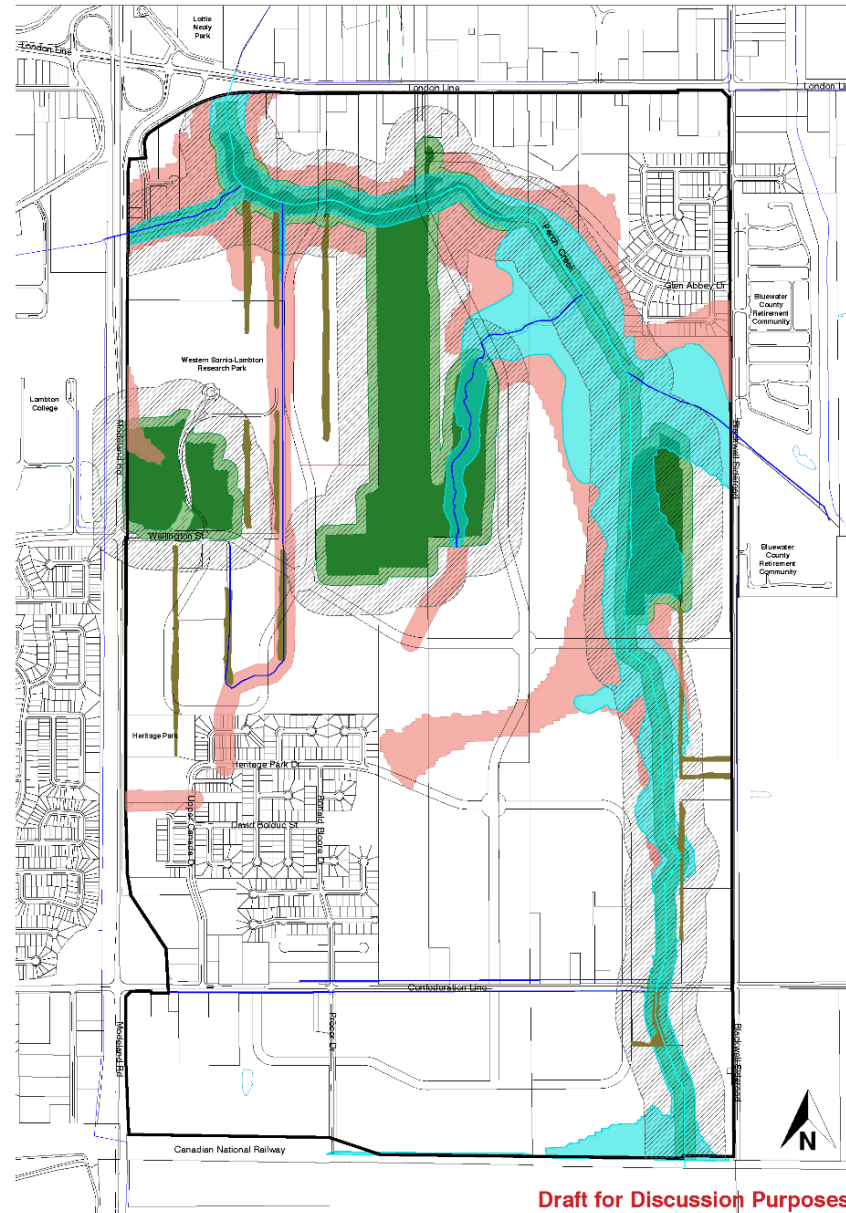 Lottie
Nealy
Park
London Line
London Line
London Li
Perch Creek
Glen Abbey Dr
Bluewater
County
Retirement
Community
Western Sarnia-Lambton
Research Park
Lambton
College
Modeland Rd
Blackwell Sideroad
Wellington St
Bluewater
County
Retirement
Community
Heritage Park
Heritage Park Dr
Upper Canada Dr
David Bolduc St
Ronald Bloore Dr
Confederation Line
Modeland Rd
Procor Dr
Blackwell Sideroad
Canadian National Railway
N
Draft for Discussion Purposes